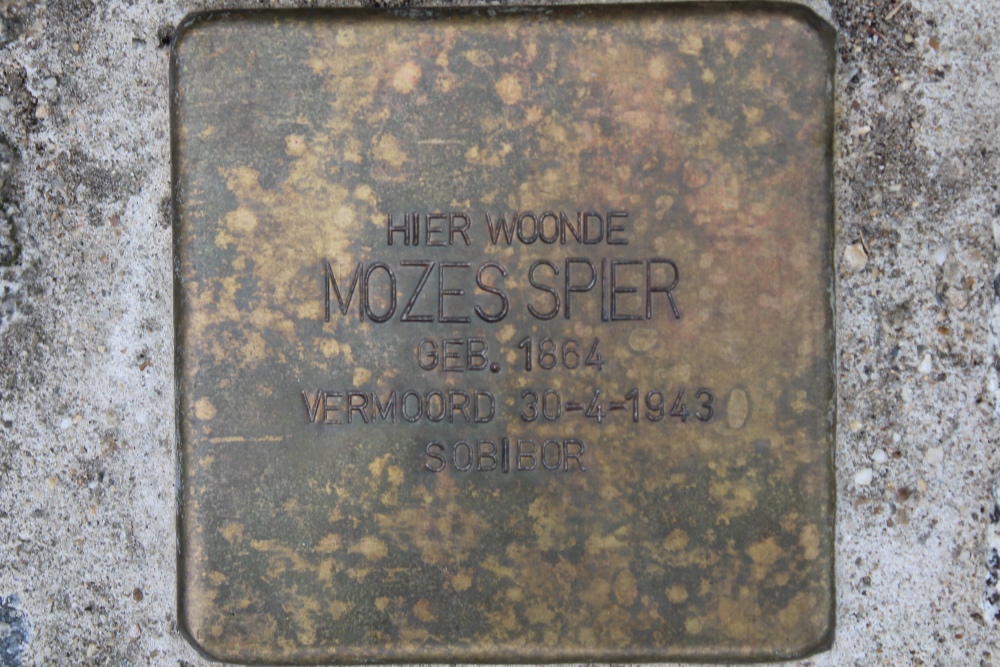 HIER WOONDE
MOZES SPIER
GEB. 1864
VERMOORD 30-4-1943
SOBIBOR